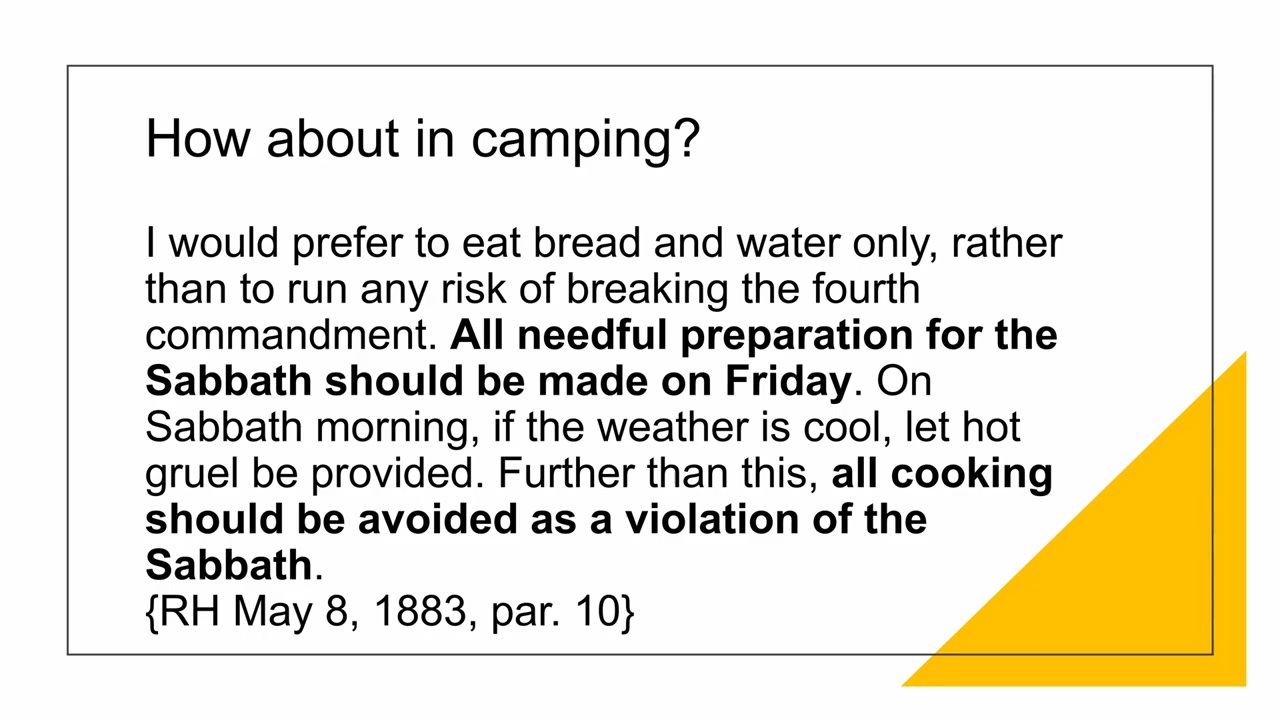 How about in camping?
I would prefer to eat bread and water only, rather
than to run any risk of breaking the fourth
commandment. All needful preparation for the
Sabbath should be made on Friday. On
Sabbath morning, if the weather is cool, let hot
gruel be provided. Further than this, all cooking
should be avoided as a violation of the
Sabbath.
{RH May 8, 1883, par. 10}